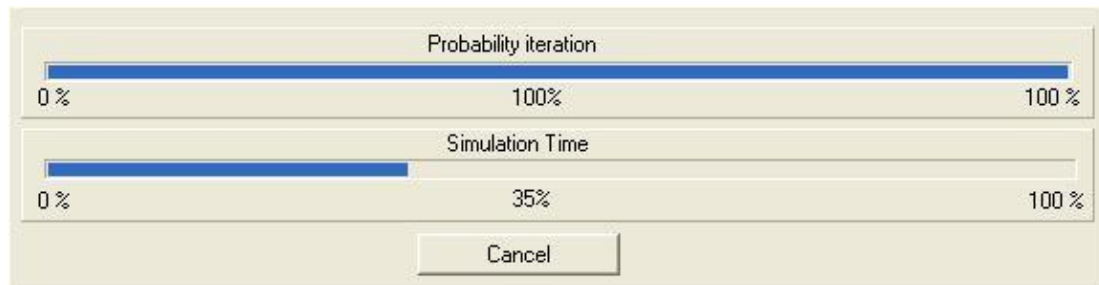 Probability iteration
0 % 100% 100 %
Simulation Time
0 % 35% 100 %
Cancel